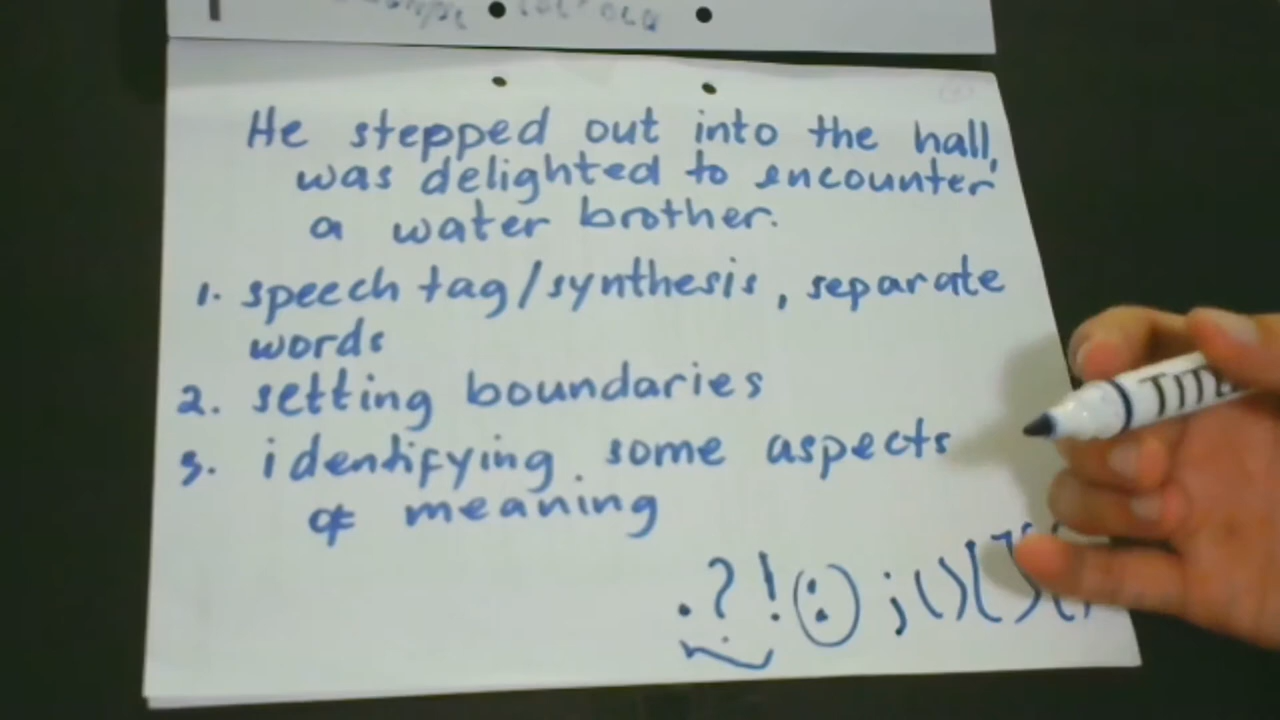 He stepped out into the hall,
was delighted to encounter
a water brother.
1. speech tag/synthesis, separate
words
2. setting boundaries
3. identifying some aspects
of meaning
. ? ! : ; ( ) [ ]